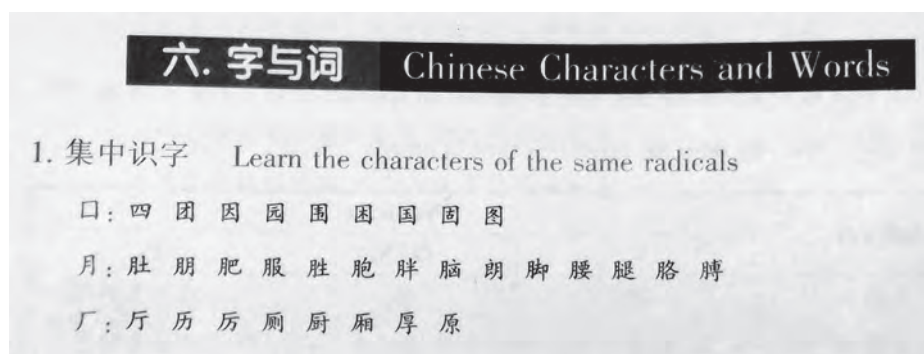 六. 字与词 Chinese Characters and Words
1. 集中识字 Learn the characters of the same radicals
口: 四 团 因 园 围 困 国 固 图
月: 肚 朋 肥 服 胜 胞 胖 脑 朗 脚 腰 腿 胳 膊
厂: 厅 历 厉 厕 厨 厢 厚 原